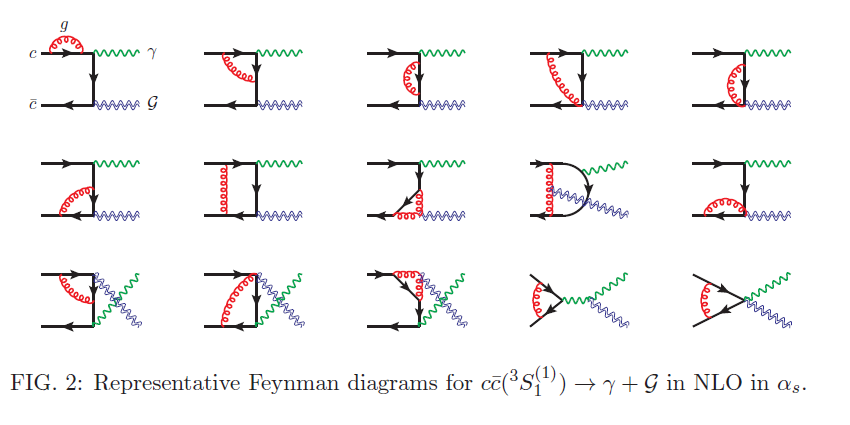 g
c γ
c̄ 𝒢
FIG. 2: Representative Feynman diagrams for cc̄(³S₁⁽¹⁾) → γ + 𝒢 in NLO in αₛ.